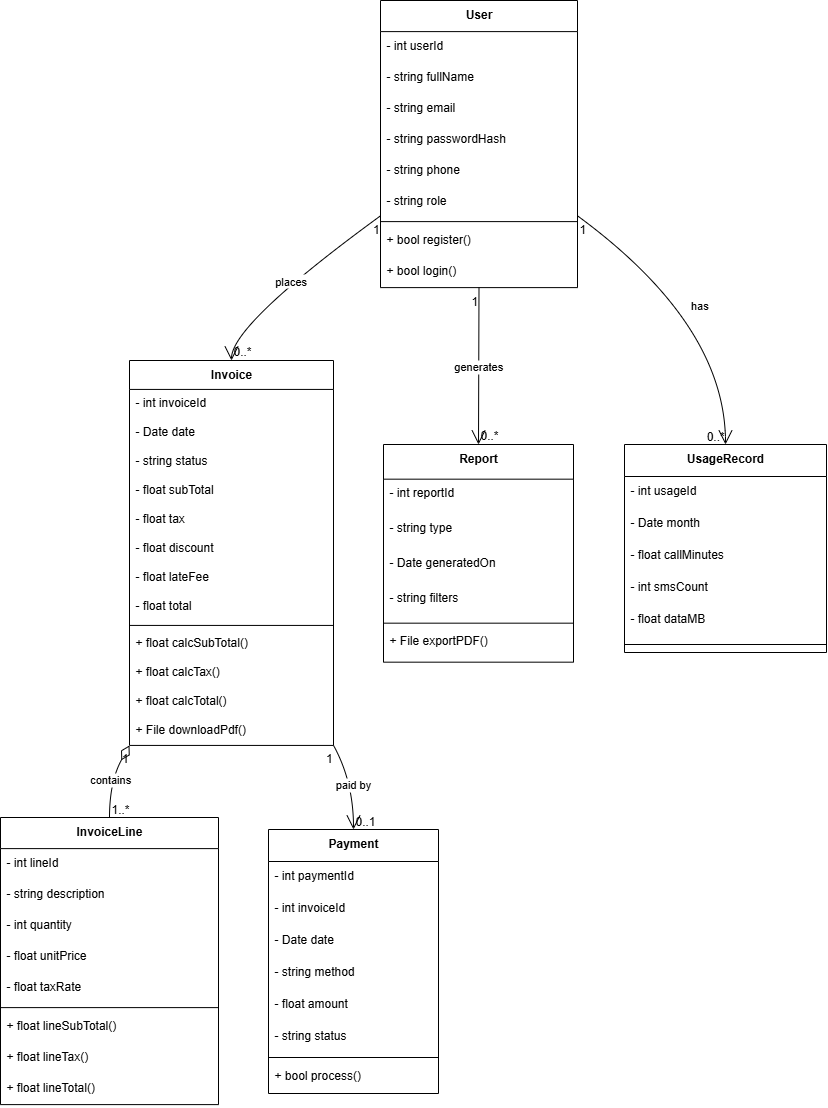 User
- int userId
- string fullName
- string email
- string passwordHash
- string phone
- string role
+ bool register()
+ bool login()
1
1
1
places
generates
has
0..*
0..*
0..*
Invoice
- int invoiceId
- Date date
- string status
- float subTotal
- float tax
- float discount
- float lateFee
- float total
+ float calcSubTotal()
+ float calcTax()
+ float calcTotal()
+ File downloadPdf()
Report
- int reportId
- string type
- Date generatedOn
- string filters
+ File exportPDF()
UsageRecord
- int usageId
- Date month
- float callMinutes
- int smsCount
- float dataMB
1
1
contains
paid by
1..*
0..1
InvoiceLine
- int lineId
- string description
- int quantity
- float unitPrice
- float taxRate
+ float lineSubTotal()
+ float lineTax()
+ float lineTotal()
Payment
- int paymentId
- int invoiceId
- Date date
- string method
- float amount
- string status
+ bool process()